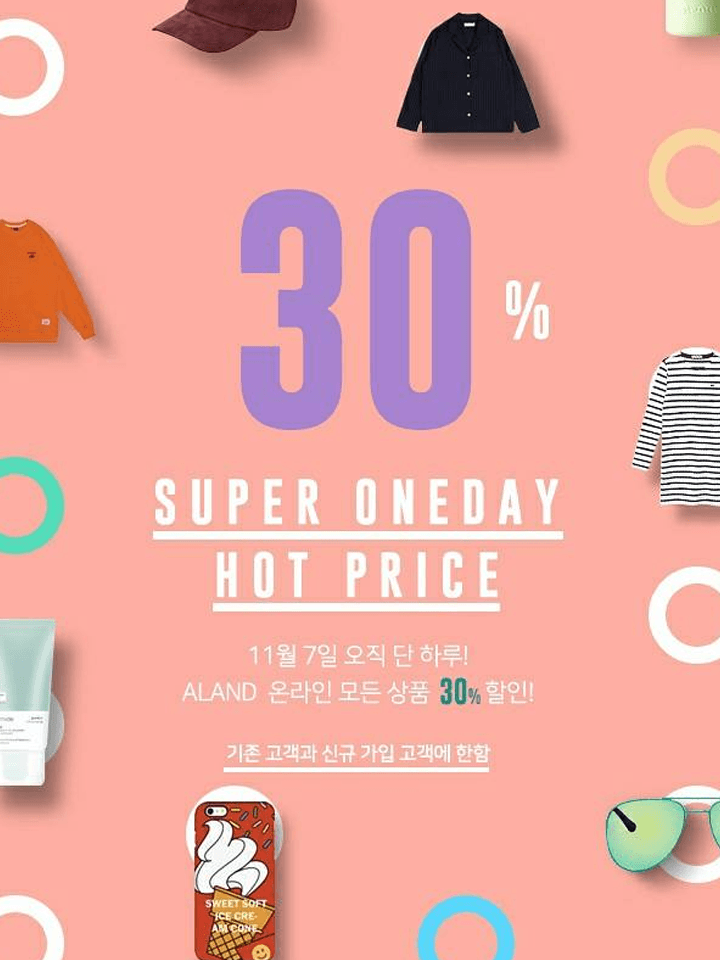 30%
SUPER ONEDAY
HOT PRICE
11월 7일 오직 단 하루!
ALAND 온라인 모든 상품 30% 할인!
기존 고객과 신규 가입 고객에 한함
SWEET SOFT
ICE CRE-
AM CONE